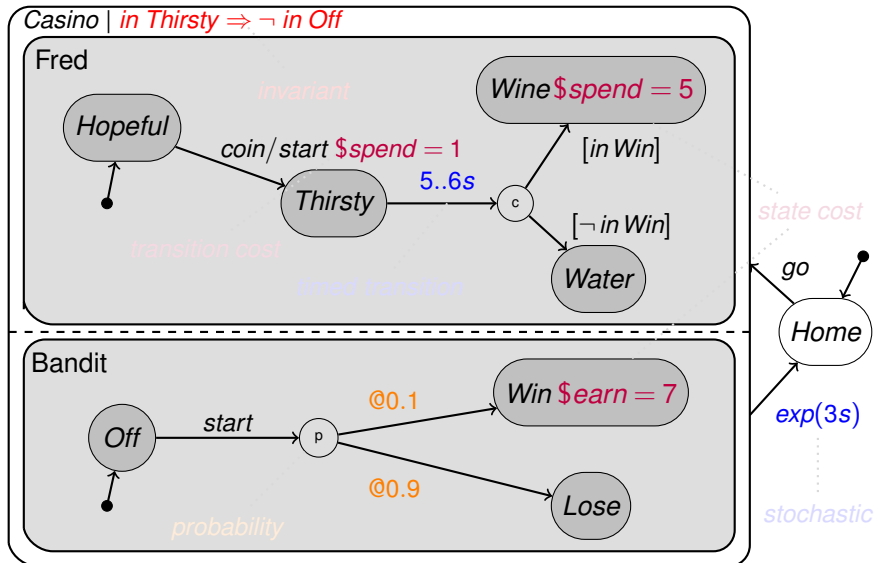 Casino | in Thirsty ⇒ ¬ in Off
Fred
invariant
Hopeful
Wine $spend = 5
coin/start $spend = 1
[in Win]
5..6s
Thirsty
c
state cost
[¬ in Win]
transition cost
go
timed transition
Water
Home
Bandit
@0.1
Win $earn = 7
start
exp(3s)
Off
p
@0.9
Lose
probability
stochastic